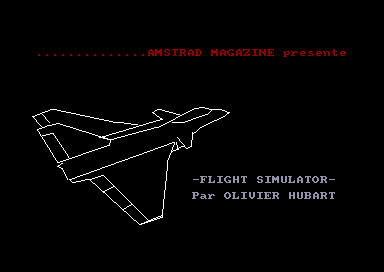 ..............AMSTRAD MAGAZINE presente
-FLIGHT SIMULATOR-
Par OLIVIER HUBART